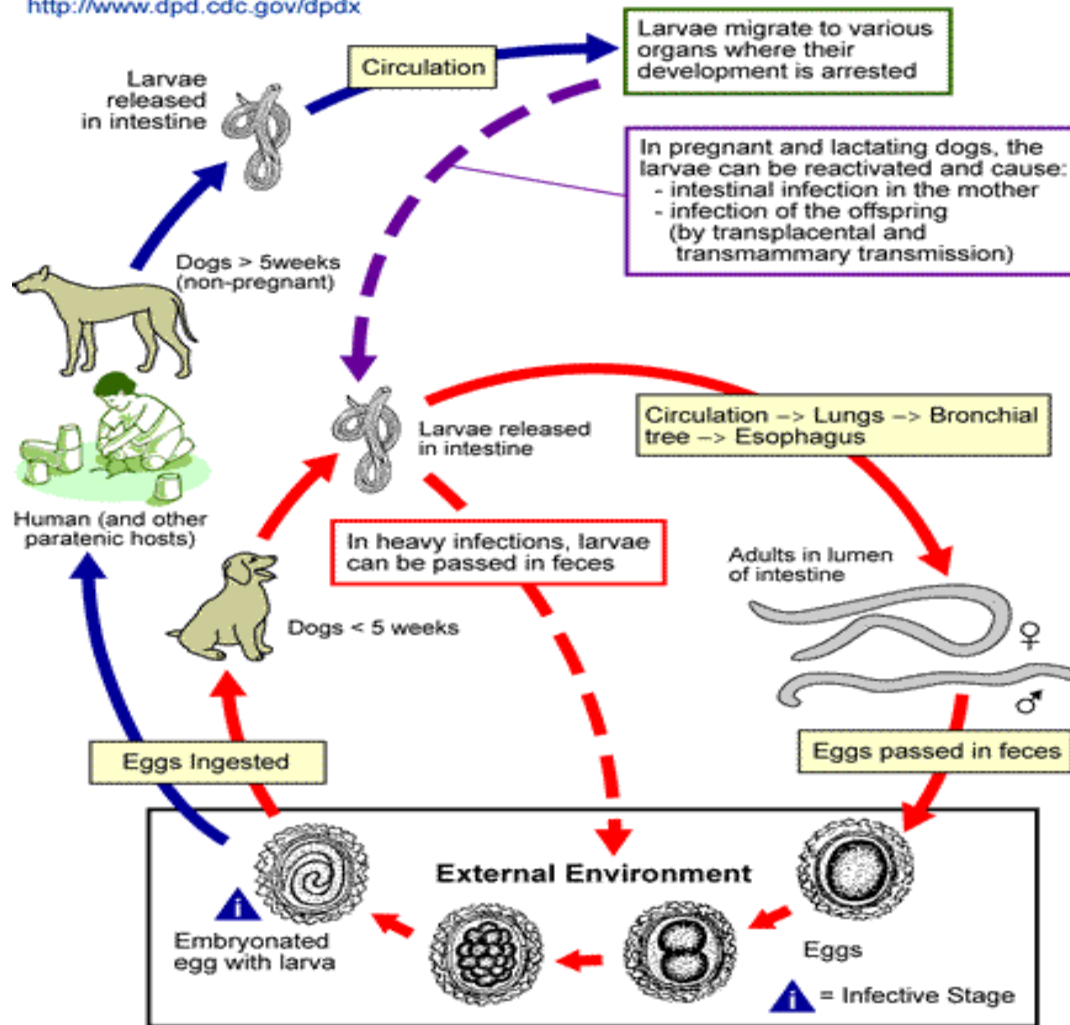 http://www.dpd.cdc.gov/dpdx
Larvae
released
in intestine
Circulation
Larvae migrate to various
organs where their
development is arrested
In pregnant and lactating dogs, the
larvae can be reactivated and cause:
- intestinal infection in the mother
- infection of the offspring
(by transplacental and
transmammary transmission)
Dogs > 5weeks
(non-pregnant)
Circulation –> Lungs –> Bronchial
tree –> Esophagus
Larvae released
in intestine
Human (and other
paratenic hosts)
In heavy infections, larvae
can be passed in feces
Adults in lumen
of intestine
♀
Dogs < 5 weeks
♂
Eggs Ingested
Eggs passed in feces
External Environment
i
Embryonated
egg with larva
Eggs
i = Infective Stage